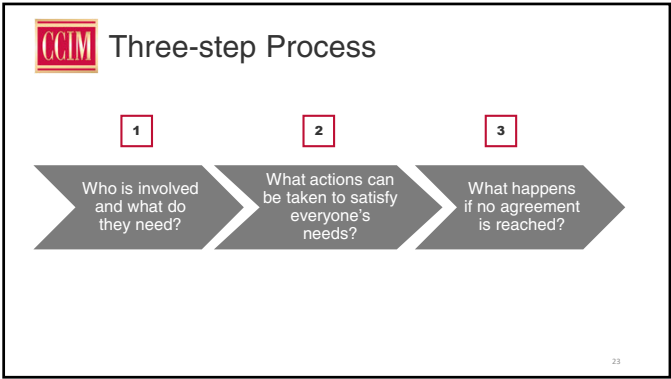 CCIM
Three-step Process
1
2
3
Who is involved
and what do
they need?
What actions can
be taken to satisfy
everyone's
needs?
What happens
if no agreement
is reached?
23